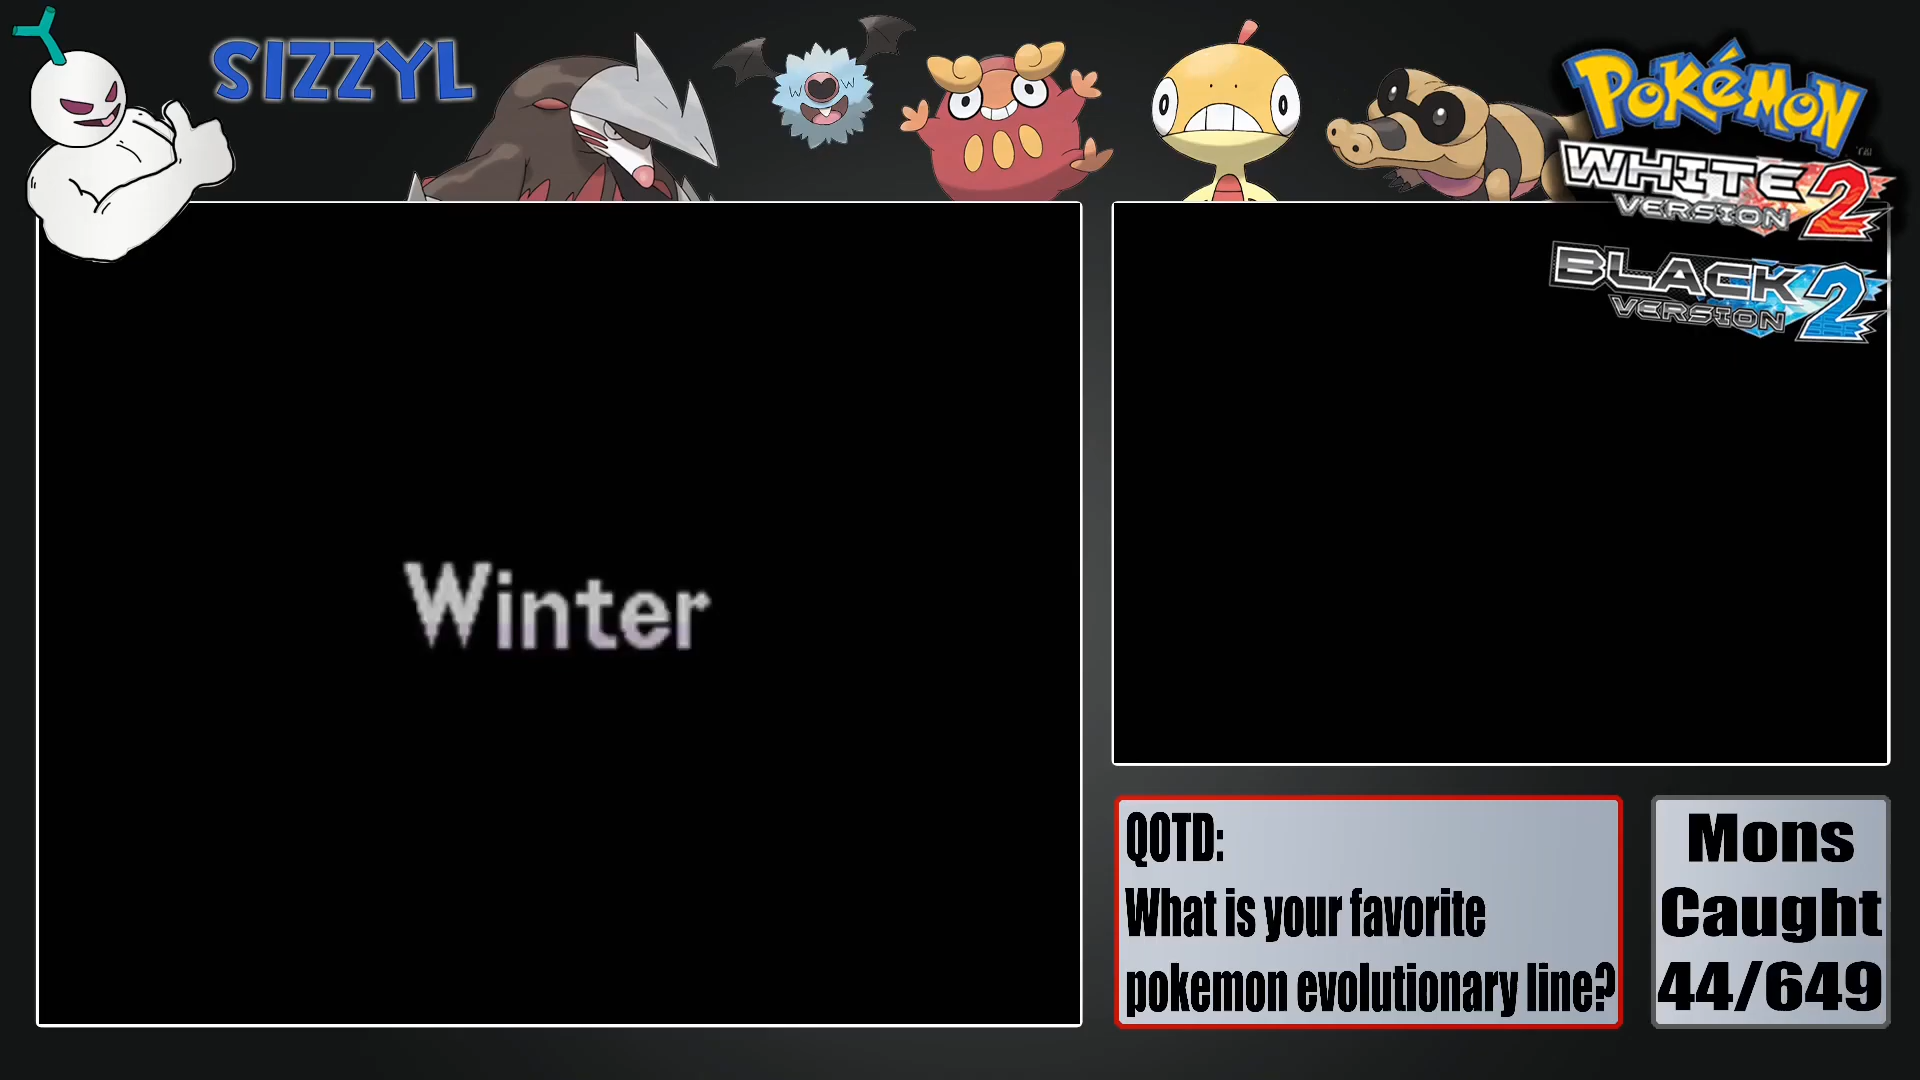 SIZZYL
POKéMON
WHITE 2
VERSION
BLACK 2
VERSION
Winter
QOTD:
What is your favorite
pokemon evolutionary line?
Mons
Caught
44/649